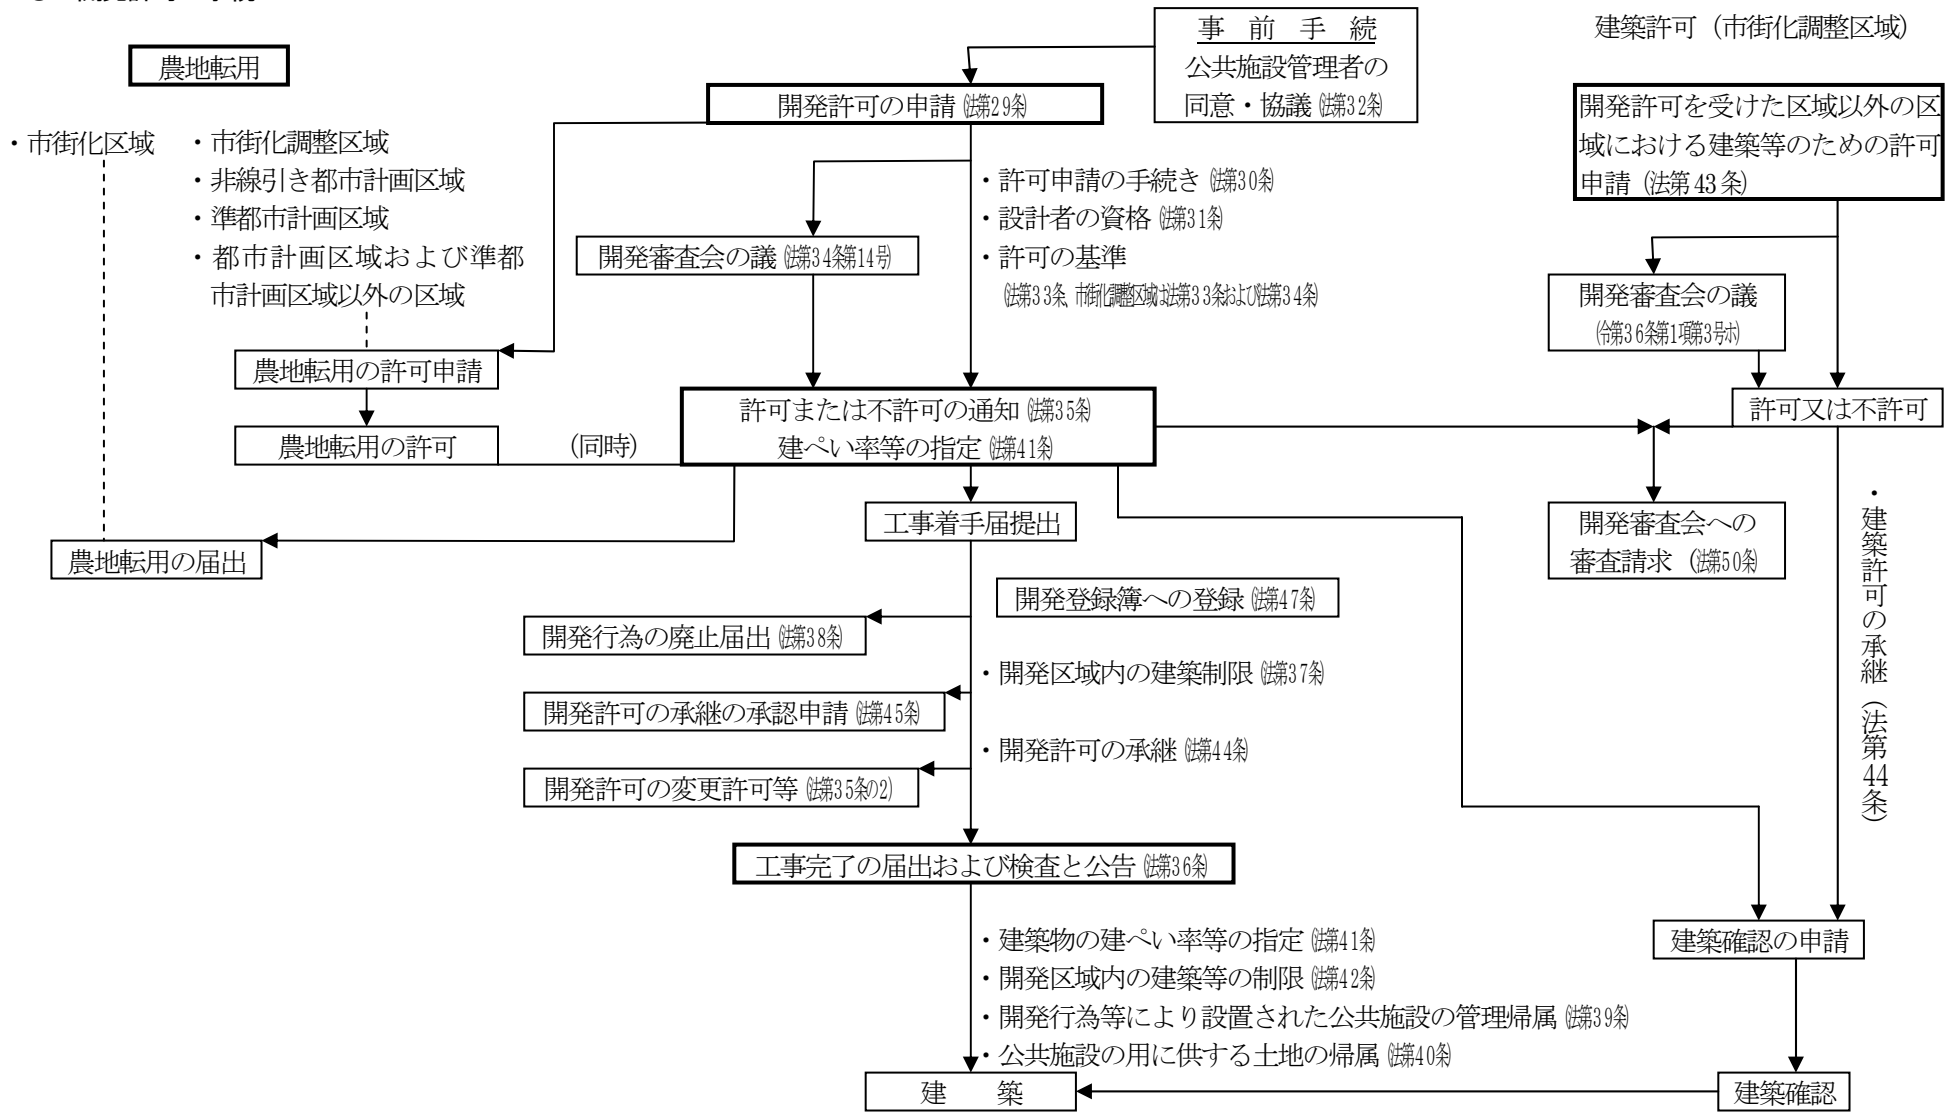 事　前　手　続
公共施設管理者の
同意・協議（法第32条）
建築許可（市街化調整区域）
農地転用
開発許可の申請（法第29条）
開発許可を受けた区域以外の区
域における建築等のための許可
申請（法第43条）
・市街化区域
・市街化調整区域
・非線引き都市計画区域
・準都市計画区域
・都市計画区域および準都
市計画区域以外の区域
・許可申請の手続き（法第30条）
・設計者の資格（法第31条）
・許可の基準
（法第33条、市街化調整区域は法第33条および法第34条）
開発審査会の議（法第34条第14号）
開発審査会の議
（令第36条第1項第3号ホ）
農地転用の許可申請
農地転用の許可
（同時）
許可または不許可の通知（法第35条）
建ぺい率等の指定（法第41条）
許可又は不許可
工事着手届提出
開発審査会への
審査請求（法第50条）
・建築許可の承継（法第44条）
農地転用の届出
開発登録簿への登録（法第47条）
開発行為の廃止届出（法第38条）
・開発区域内の建築制限（法第37条）
開発許可の承継の承認申請（法第45条）
・開発許可の承継（法第44条）
開発許可の変更許可等（法第35条の2）
工事完了の届出および検査と公告（法第36条）
・建築物の建ぺい率等の指定（法第41条）
・開発区域内の建築等の制限（法第42条）
・開発行為等により設置された公共施設の管理帰属（法第39条）
・公共施設の用に供する土地の帰属（法第40条）
建築確認の申請
建　　築
建築確認